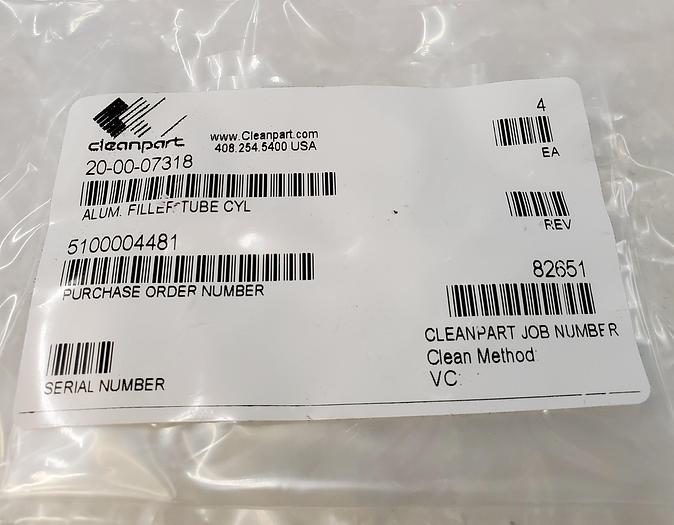 cleanpart
www.Cleanpart.com
408.254.5400 USA
4
EA
20-00-07318
ALUM. FILLER TUBE CYL
REV
5100004481
PURCHASE ORDER NUMBER
82651
CLEANPART JOB NUMBER
Clean Method:
VC:
SERIAL NUMBER